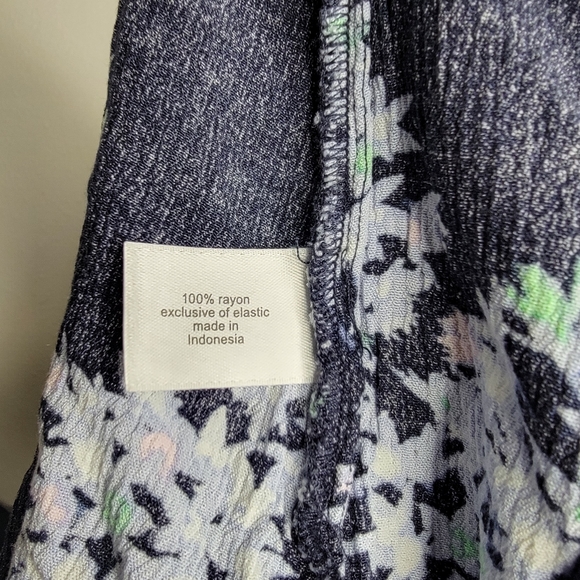 100% rayon
exclusive of elastic
made in
Indonesia